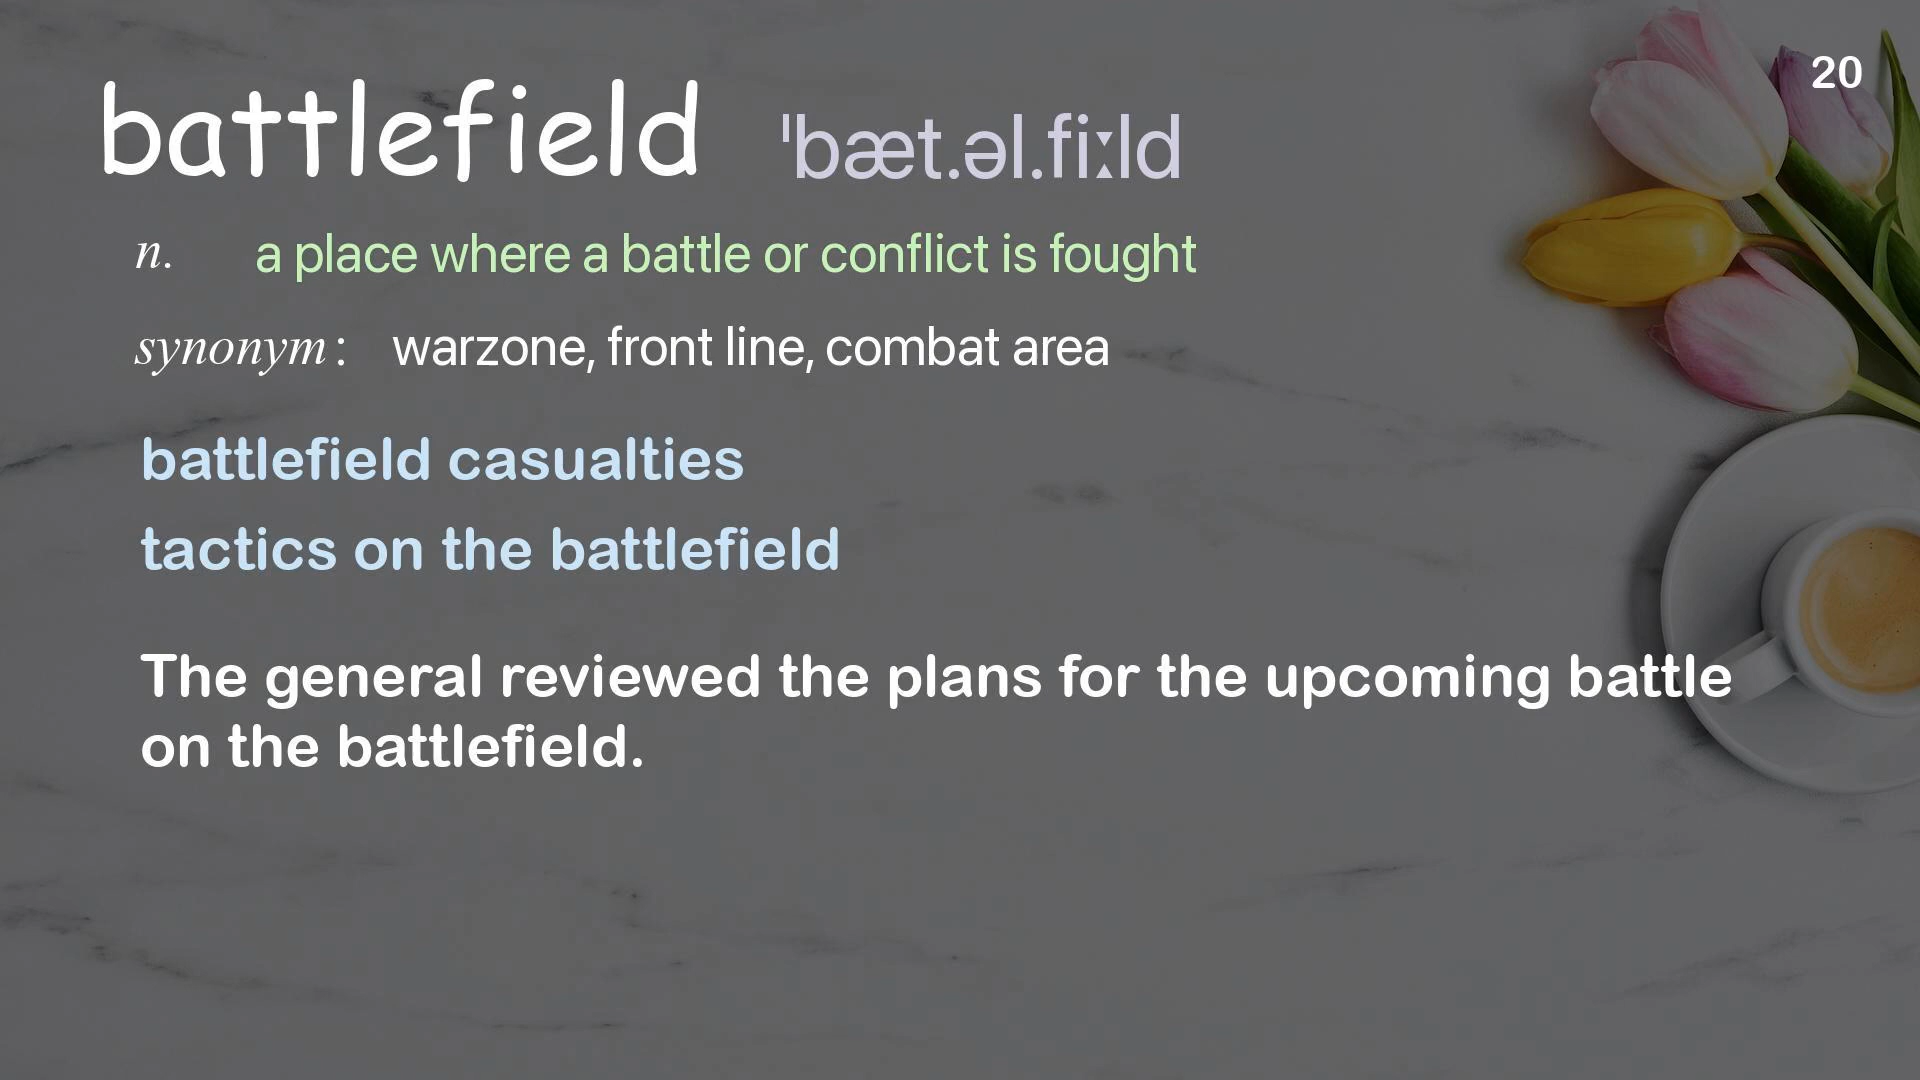 20
battlefield ˈbæt.əl.fiːld
n. a place where a battle or conflict is fought
synonym: warzone, front line, combat area
battlefield casualties
tactics on the battlefield
The general reviewed the plans for the upcoming battle
on the battlefield.